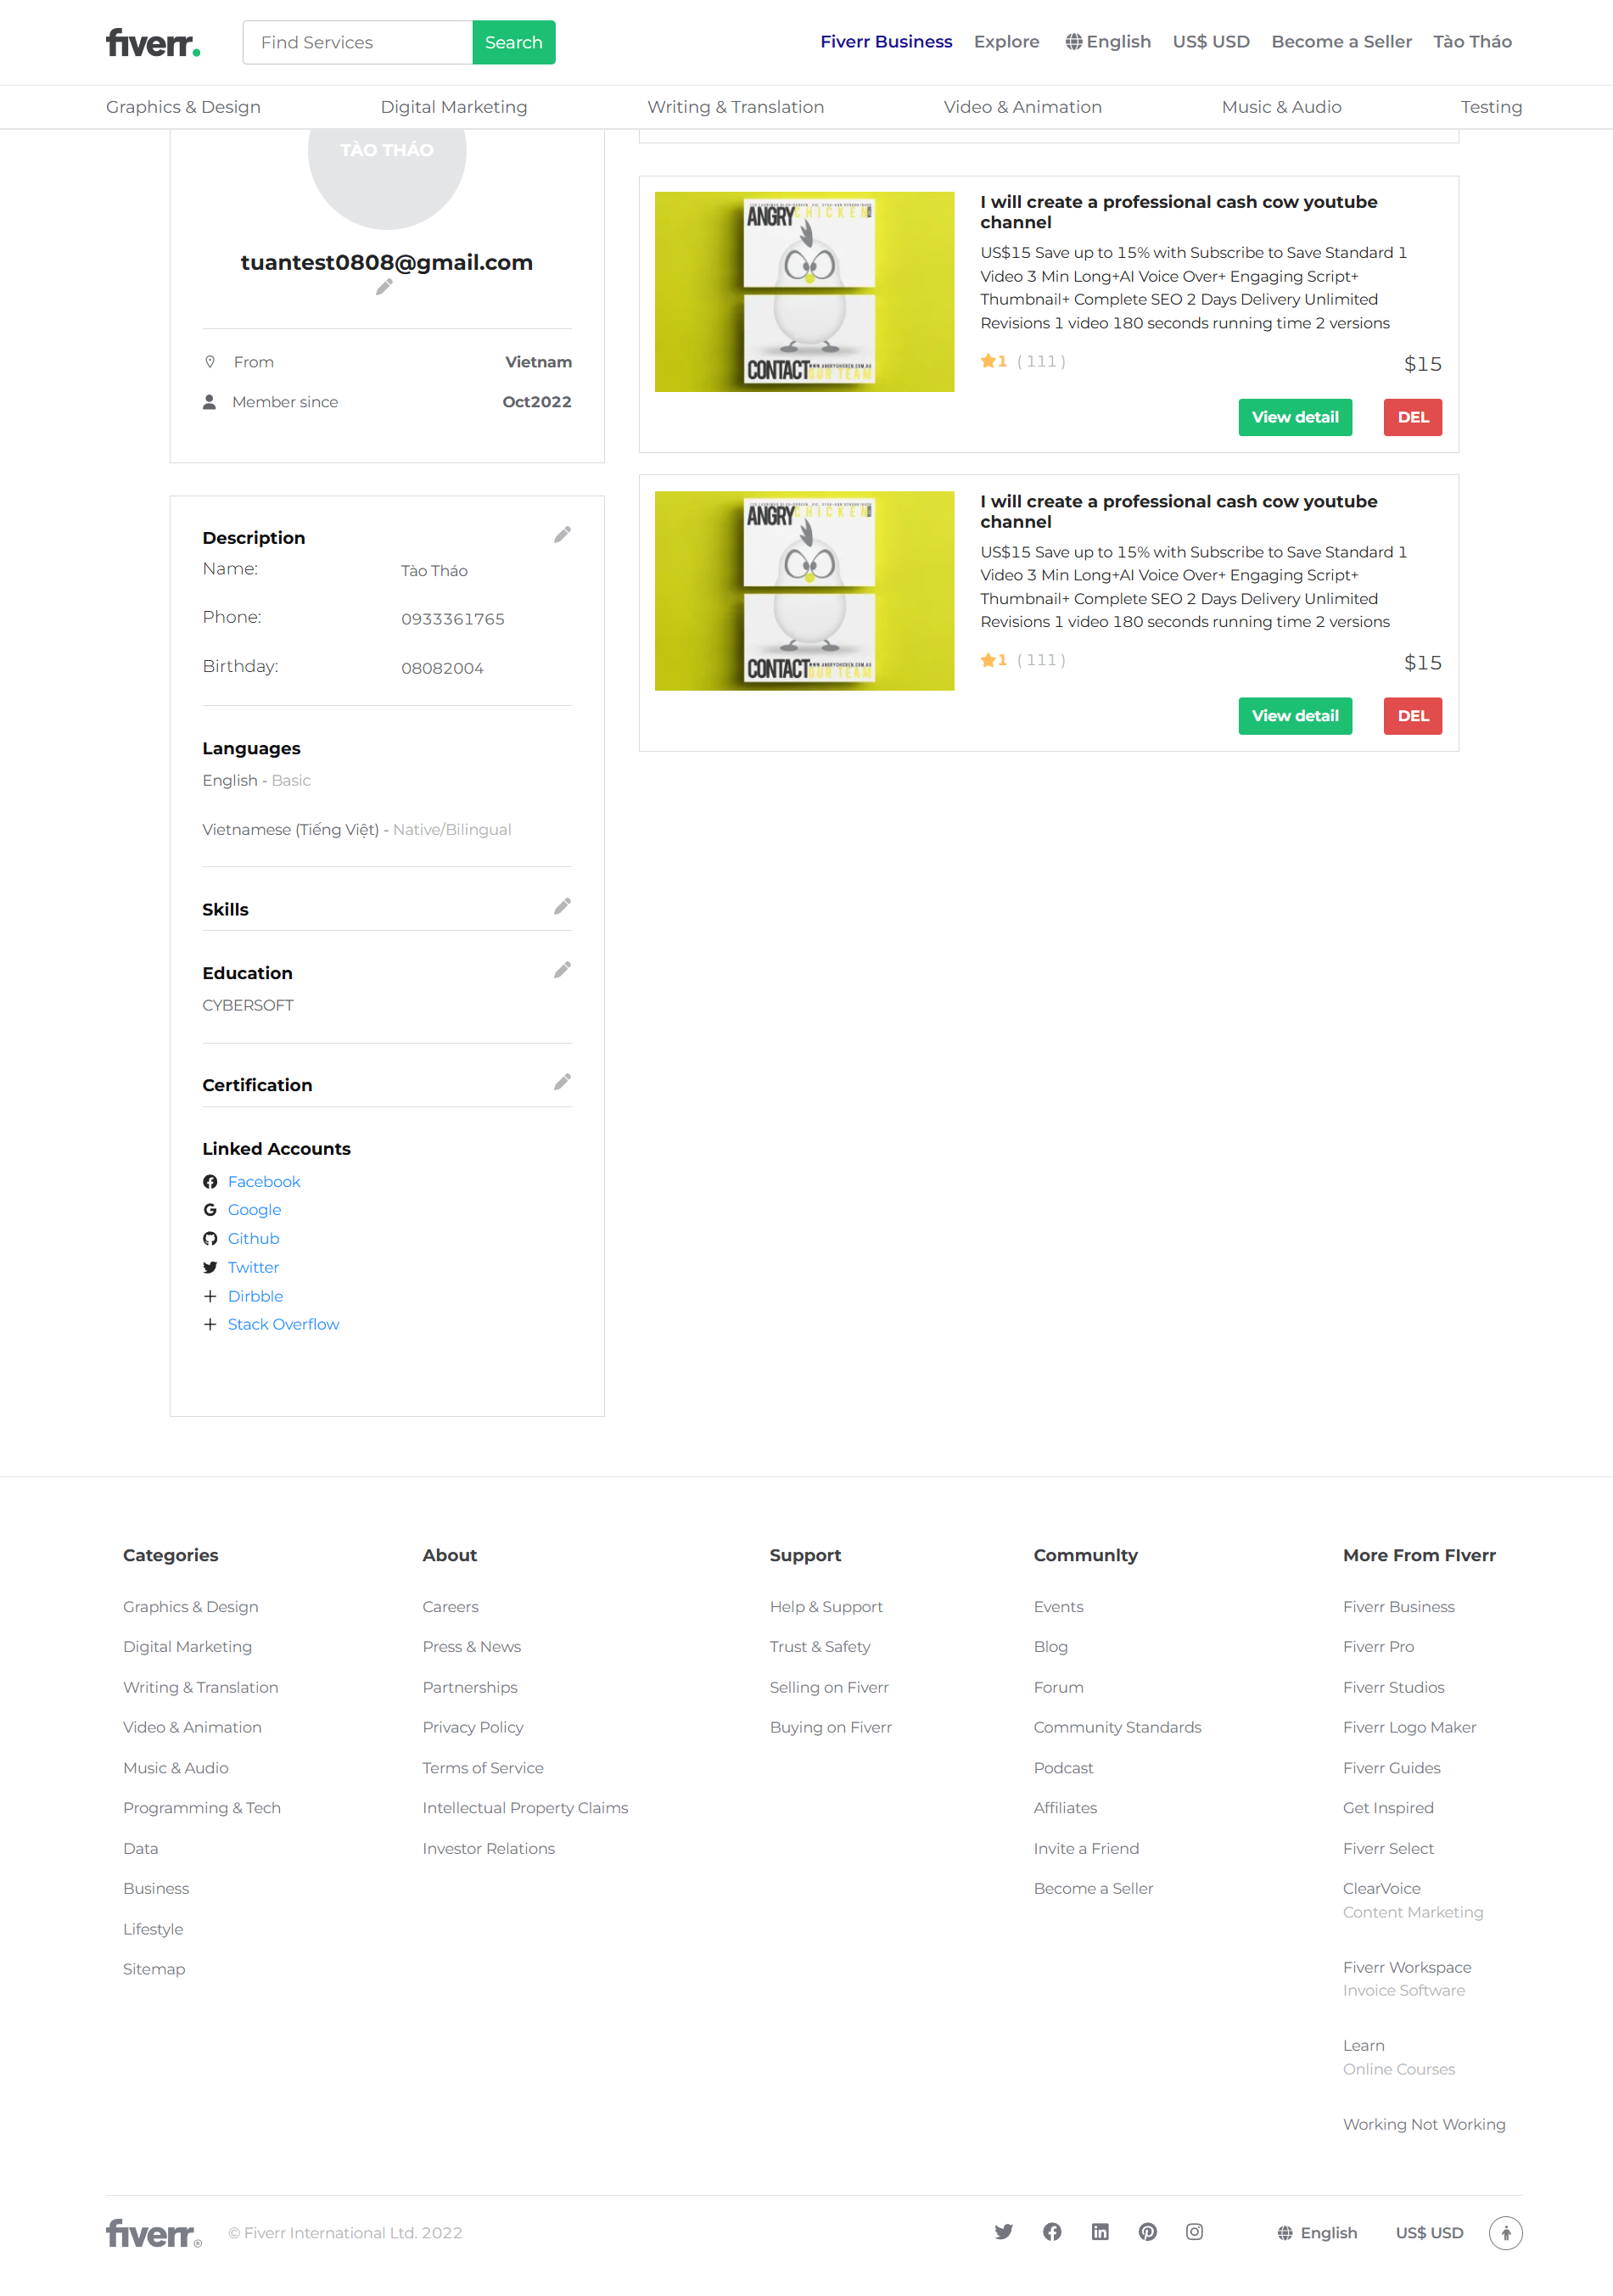 fiverr.
Find Services
Search
Fiverr Business
Explore
English
US$ USD
Become a Seller
Tào Tháo
Graphics & Design
Digital Marketing
Writing & Translation
Video & Animation
Music & Audio
Testing
TÀO THÁO
tuantest0808@gmail.com
From
Vietnam
Member since
Oct2022
Description
Name:
Tào Tháo
Phone:
0933361765
Birthday:
08082004
Languages
English - Basic
Vietnamese (Tiếng Việt) - Native/Bilingual
Skills
Education
CYBERSOFT
Certification
Linked Accounts
Facebook
Google
Github
Twitter
Dirbble
Stack Overflow
ANGRY CHICKEN
CONTACT OUR TEAM
WWW.ANGRYCHICKEN.COM.AU
I will create a professional cash cow youtube
channel
US$15 Save up to 15% with Subscribe to Save Standard 1
Video 3 Min Long+AI Voice Over+ Engaging Script+
Thumbnail+ Complete SEO 2 Days Delivery Unlimited
Revisions 1 video 180 seconds running time 2 versions
1 ( 111 )
$15
View detail
DEL
ANGRY CHICKEN
CONTACT OUR TEAM
WWW.ANGRYCHICKEN.COM.AU
I will create a professional cash cow youtube
channel
US$15 Save up to 15% with Subscribe to Save Standard 1
Video 3 Min Long+AI Voice Over+ Engaging Script+
Thumbnail+ Complete SEO 2 Days Delivery Unlimited
Revisions 1 video 180 seconds running time 2 versions
1 ( 111 )
$15
View detail
DEL
Categories
Graphics & Design
Digital Marketing
Writing & Translation
Video & Animation
Music & Audio
Programming & Tech
Data
Business
Lifestyle
Sitemap
About
Careers
Press & News
Partnerships
Privacy Policy
Terms of Service
Intellectual Property Claims
Investor Relations
Support
Help & Support
Trust & Safety
Selling on Fiverr
Buying on Fiverr
CommunIty
Events
Blog
Forum
Community Standards
Podcast
Affiliates
Invite a Friend
Become a Seller
More From FIverr
Fiverr Business
Fiverr Pro
Fiverr Studios
Fiverr Logo Maker
Fiverr Guides
Get Inspired
Fiverr Select
ClearVoice
Content Marketing
Fiverr Workspace
Invoice Software
Learn
Online Courses
Working Not Working
fiverr®
© Fiverr International Ltd. 2022
English
US$ USD